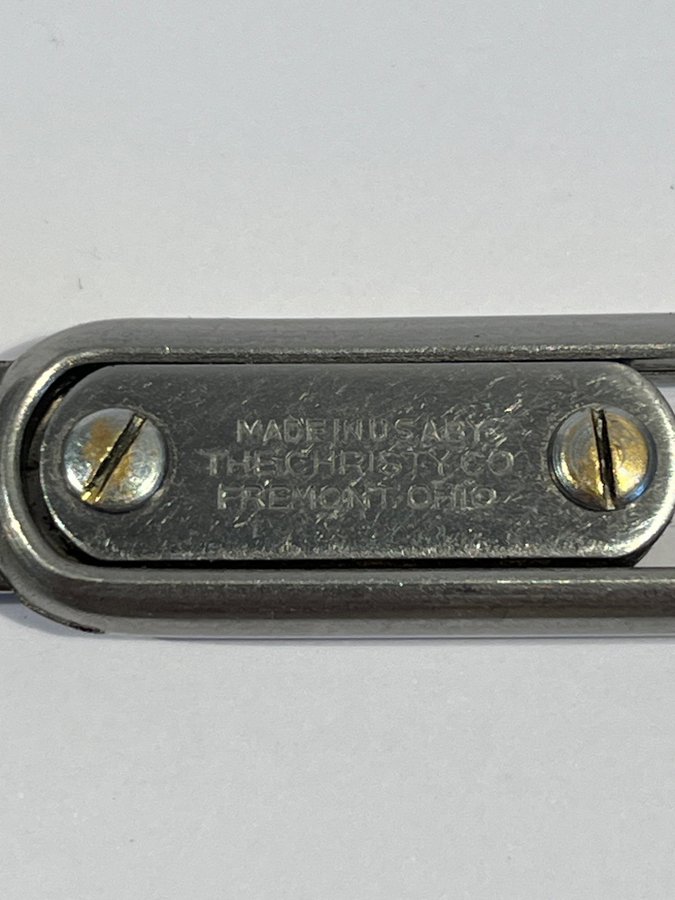 MADE IN U S A BY
THE CHRISTY CO
FREMONT, OHIO